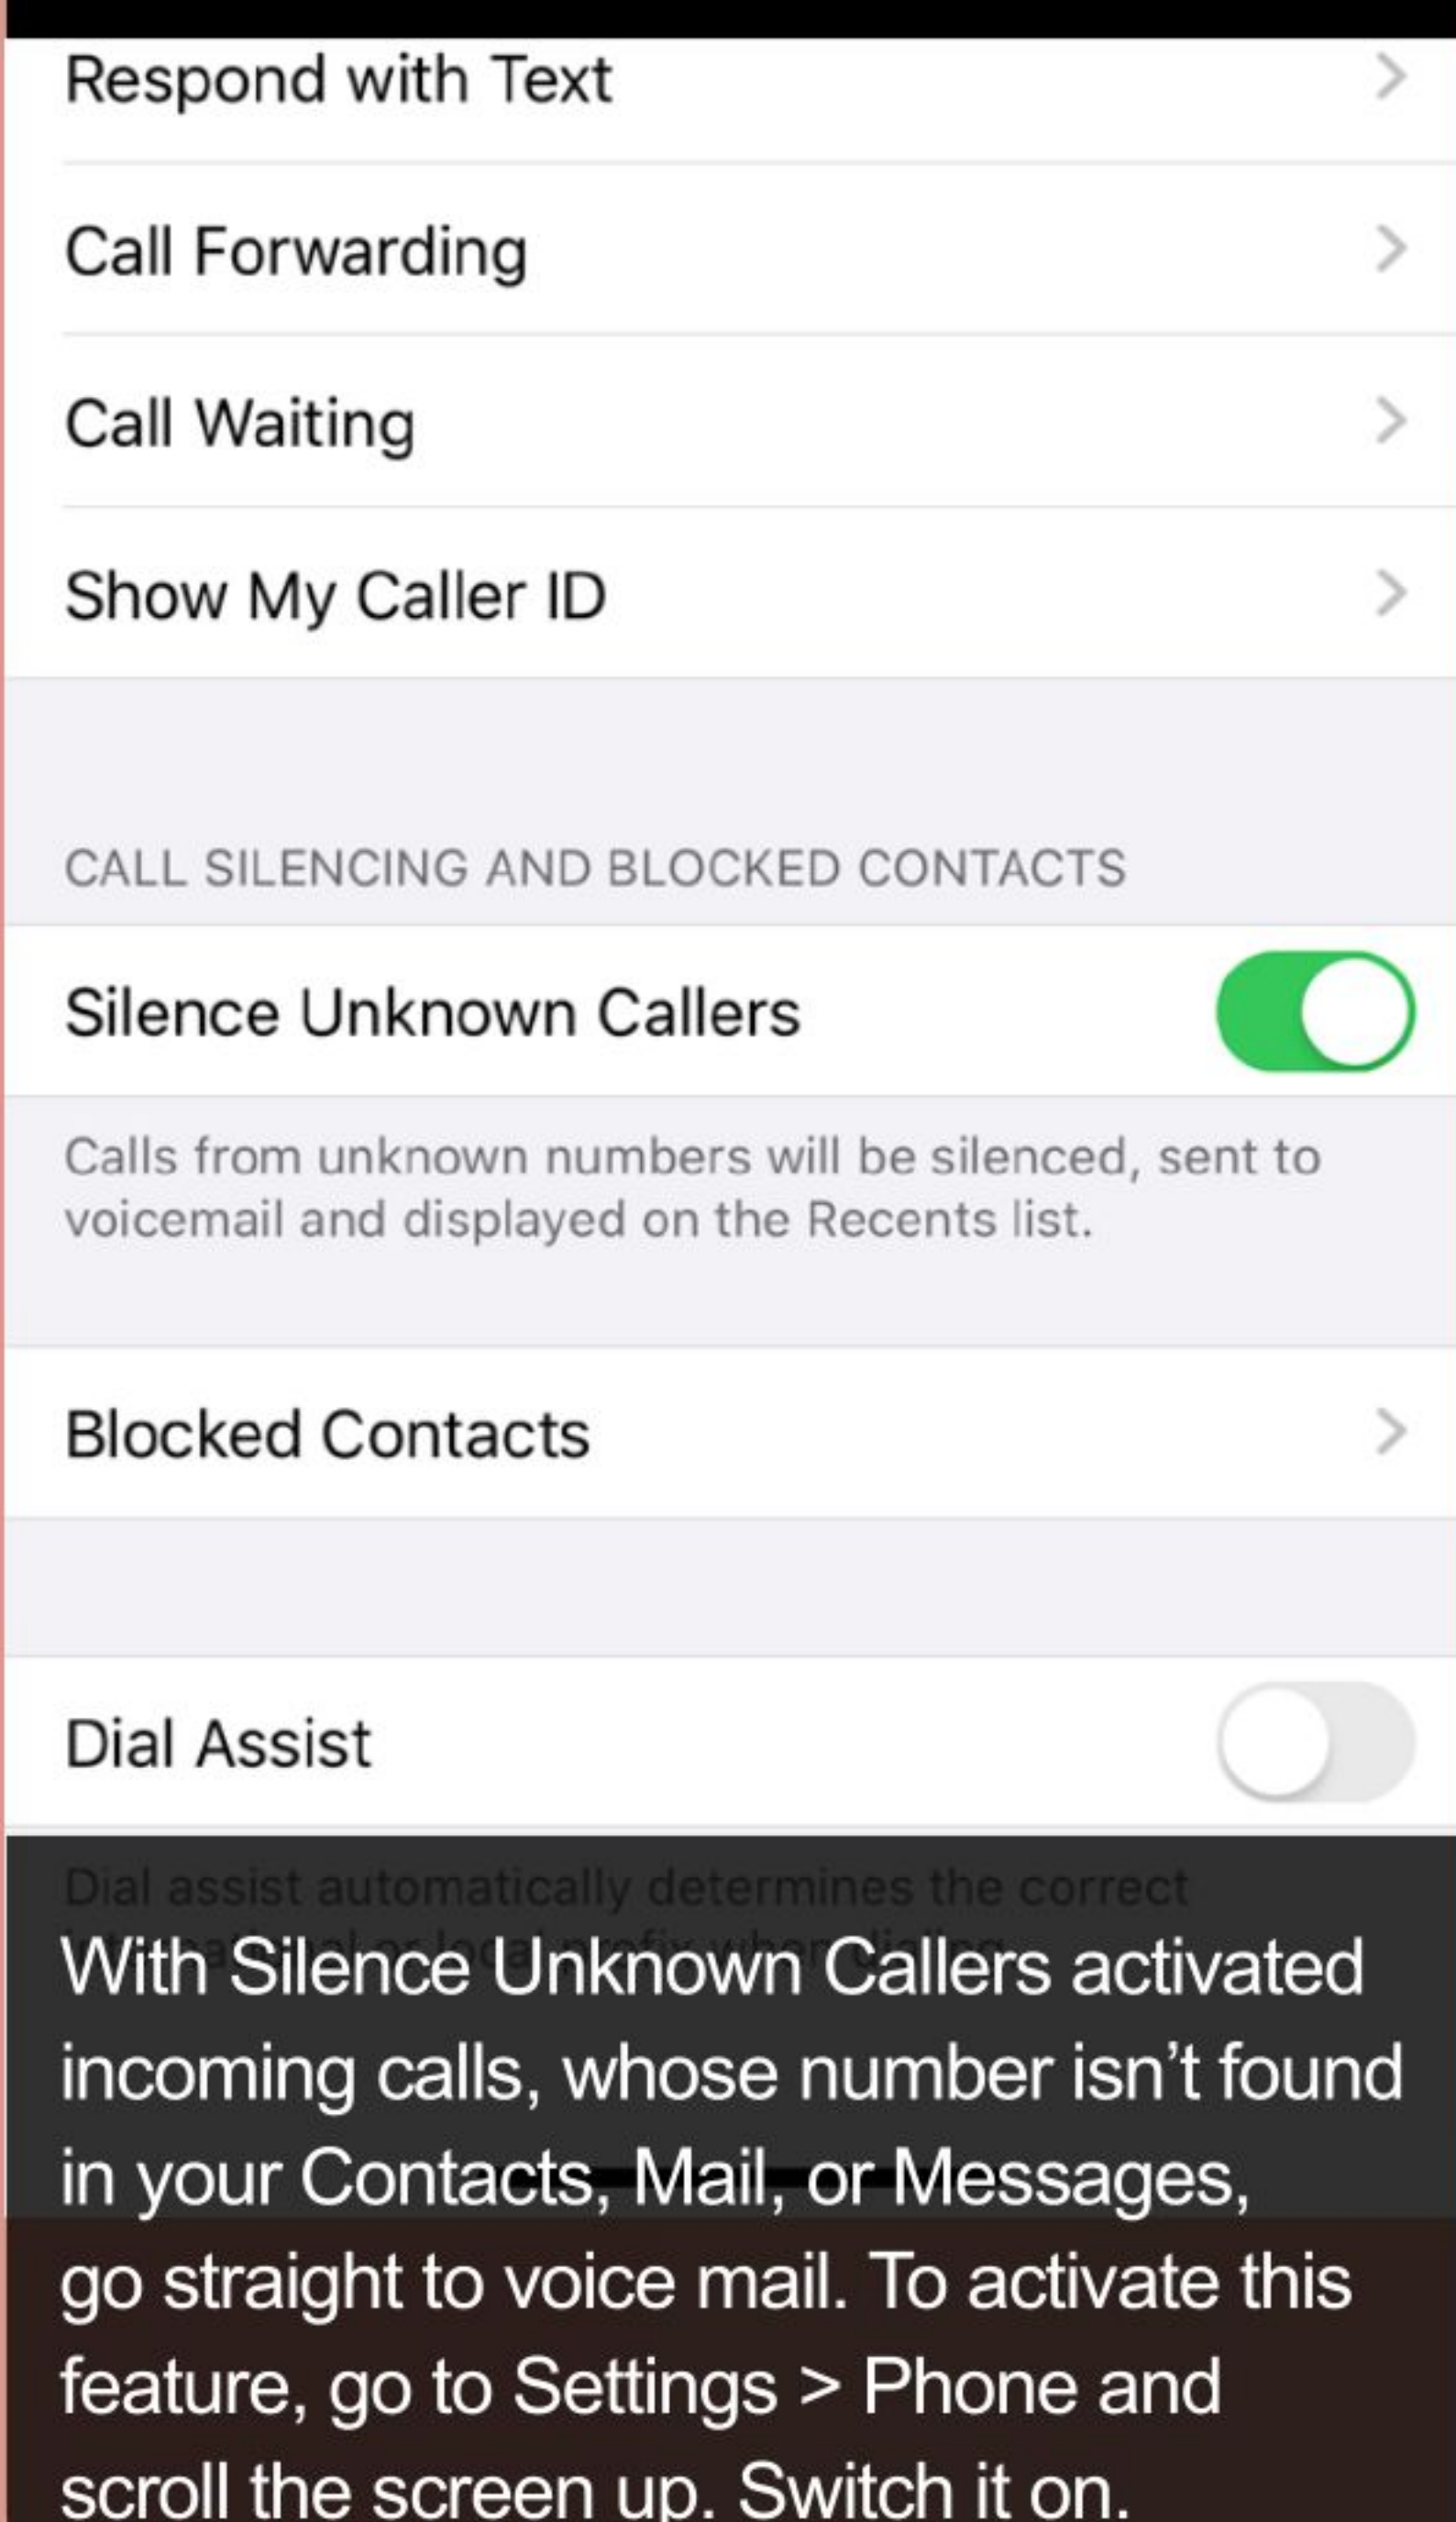 Respond with Text
Call Forwarding
Call Waiting
Show My Caller ID
CALL SILENCING AND BLOCKED CONTACTS
Silence Unknown Callers
Calls from unknown numbers will be silenced, sent to
voicemail and displayed on the Recents list.
Blocked Contacts
Dial Assist
Dial assist automatically determines the correct
local prefix when dialing
With Silence Unknown Callers activated
incoming calls, whose number isn’t found
in your Contacts, Mail, or Messages,
go straight to voice mail. To activate this
feature, go to Settings > Phone and
scroll the screen up. Switch it on.